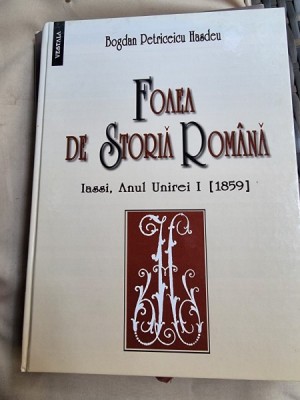 VESTALA
Bogdan Petriceicu Hasdeu
FOAEA
DE STORIĂ ROMÂNĂ
Iassi, Anul Unirei I [1859]